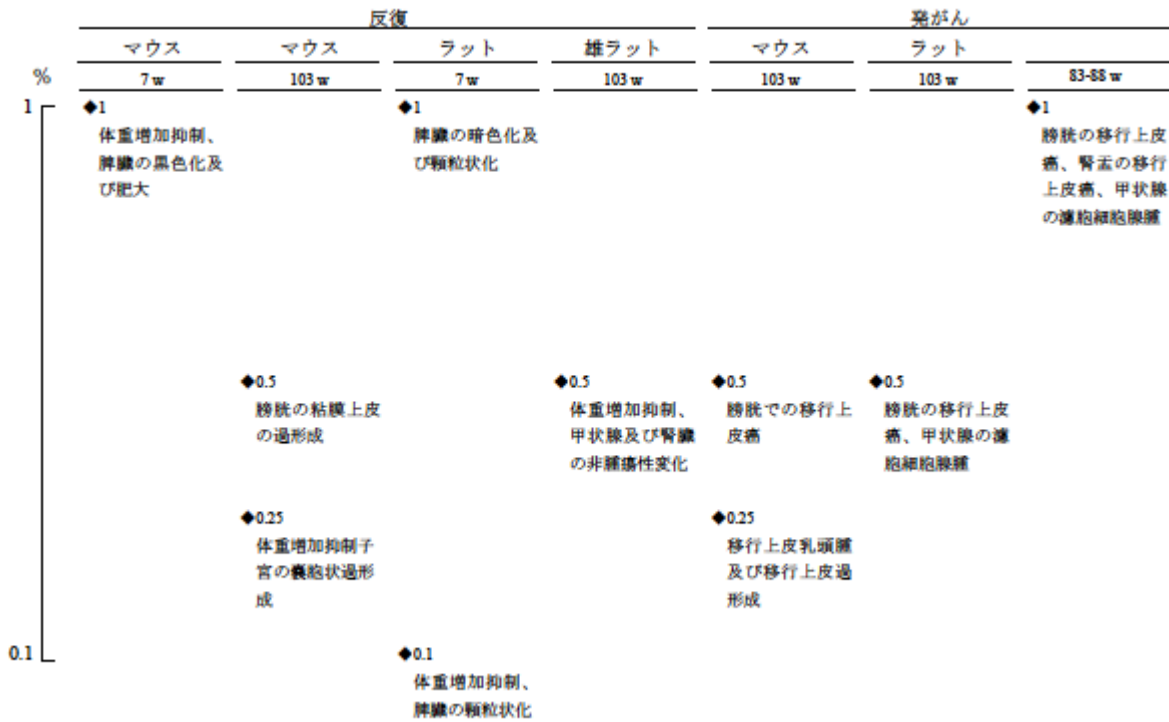 反復 発がん
マウス マウス ラット 雄ラット マウス ラット
% 7 w 103 w 7 w 103 w 103 w 103 w 83-88 w
1
◆1
体重増加抑制、
脾臓の黒色化及
び肥大
◆1
脾臓の暗色化及
び顆粒状化
◆1
膀胱の移行上皮
癌、腎盂の移行
上皮癌、甲状腺
の濾胞細胞腺腫
◆0.5
膀胱の粘膜上皮
の過形成
◆0.5
体重増加抑制、
甲状腺及び腎臓
の非腫瘍性変化
◆0.5
膀胱での移行上
皮癌
◆0.5
膀胱の移行上皮
癌、甲状腺の濾
胞細胞腺腫
◆0.25
体重増加抑制子
宮の嚢胞状過形
成
◆0.25
移行上皮乳頭腫
及び移行上皮過
形成
0.1
◆0.1
体重増加抑制、
脾臓の顆粒状化